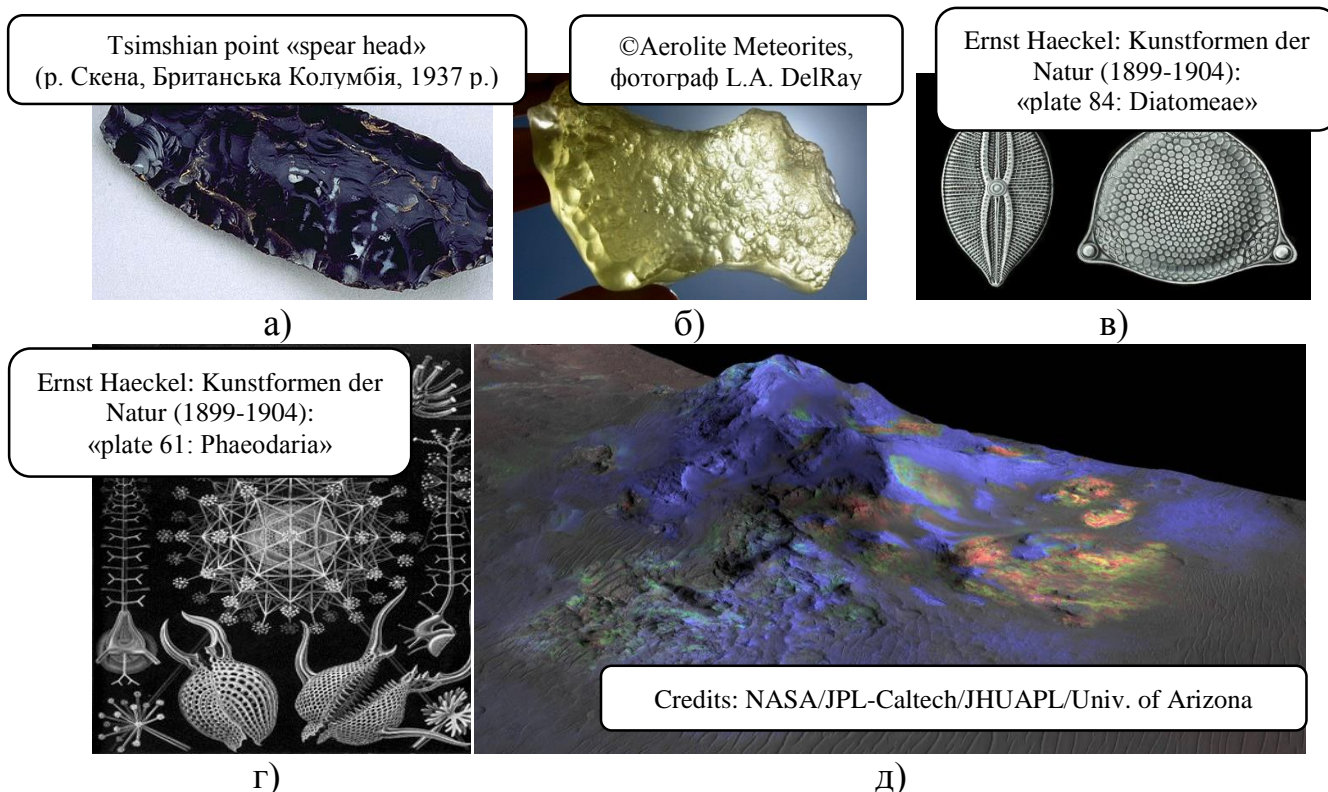 Tsimshian point «spear head»
(р. Скена, Британська Колумбія, 1937 р.)
©Aerolite Meteorites,
фотограф L.A. DelRay
Ernst Haeckel: Kunstformen der
Natur (1899-1904):
«plate 84: Diatomeae»
а)
б)
в)
Ernst Haeckel: Kunstformen der
Natur (1899-1904):
«plate 61: Phaeodaria»
Credits: NASA/JPL-Caltech/JHUAPL/Univ. of Arizona
г)
д)